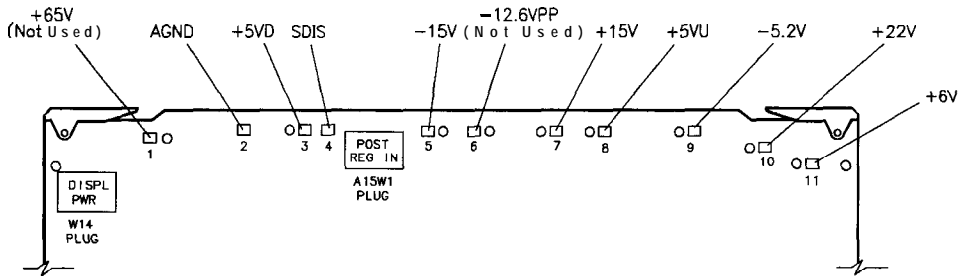 +65V
(Not Used)
AGND
+5VD
SDIS
-15V
-12.6VPP
(Not Used)
+15V
+5VU
-5.2V
+22V
+6V
1
2
3
4
5
6
7
8
9
10
11
POST
REG IN
A15W1
PLUG
DISPL
PWR
W14
PLUG